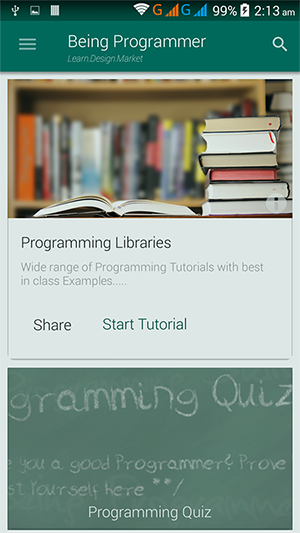 G G 99% 2:13 am
Being Programmer
Learn.Design.Market
Programming Libraries
Wide range of Programming Tutorials with best
in class Examples.....
Share Start Tutorial
gramming Quiz
you a good Programmer? Prove
st Yourself here **/
Programming Quiz